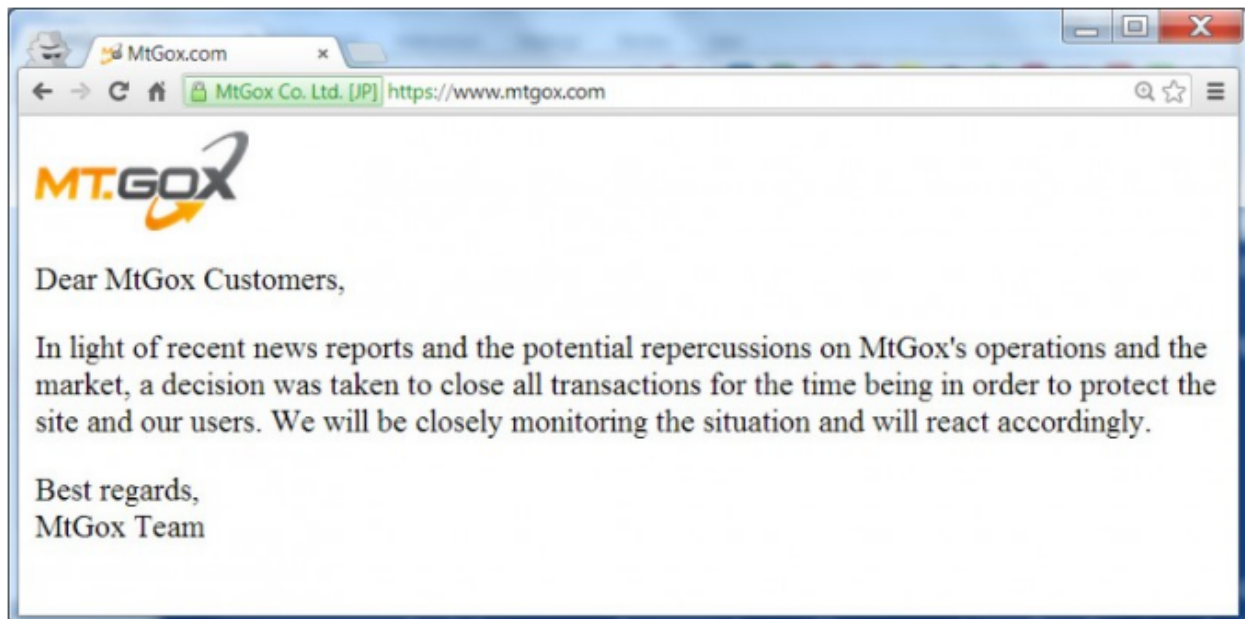 MtGox.com
MtGox Co. Ltd. [JP] https://www.mtgox.com
MT.GOX
Dear MtGox Customers,
In light of recent news reports and the potential repercussions on MtGox's operations and the
market, a decision was taken to close all transactions for the time being in order to protect the
site and our users. We will be closely monitoring the situation and will react accordingly.
Best regards,
MtGox Team